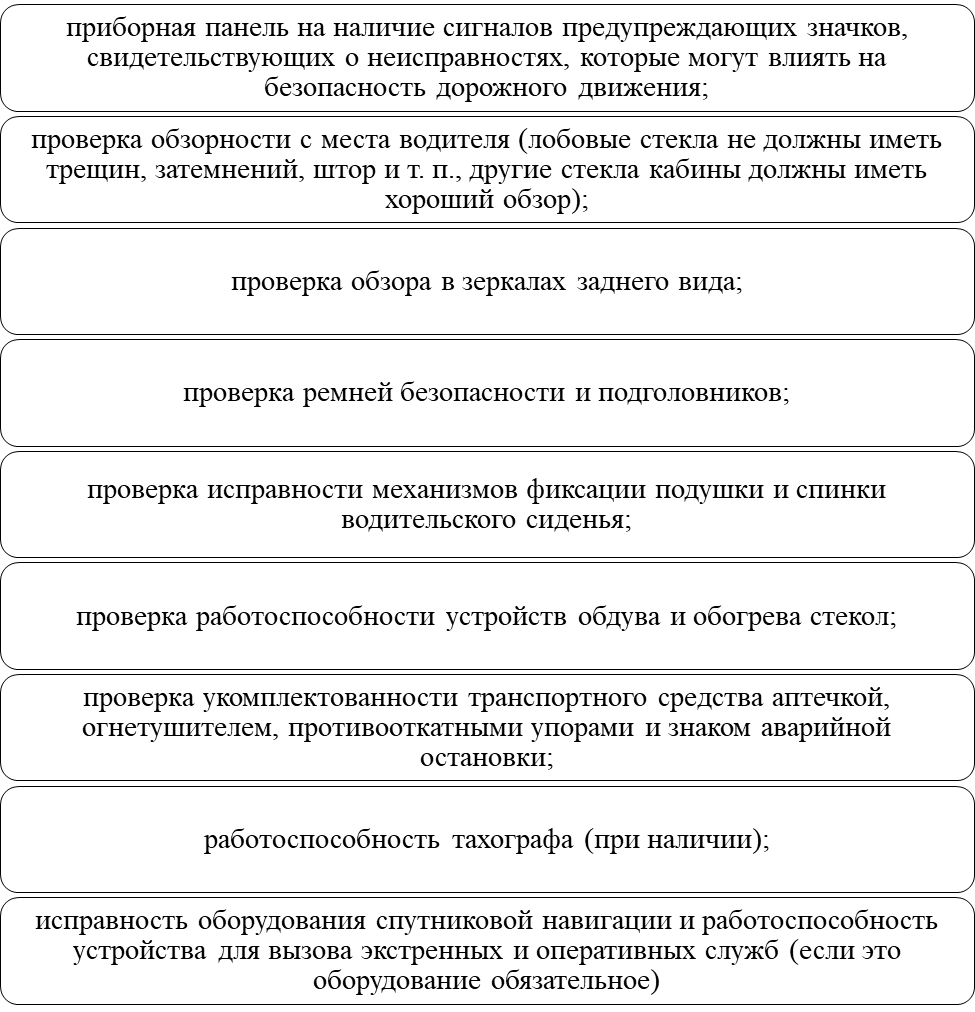 приборная панель на наличие сигналов предупреждающих значков,
свидетельствующих о неисправностях, которые могут влиять на
безопасность дорожного движения;
проверка обзорности с места водителя (лобовые стекла не должны иметь
трещин, затемнений, штор и т. п., другие стекла кабины должны иметь
хороший обзор);
проверка обзора в зеркалах заднего вида;
проверка ремней безопасности и подголовников;
проверка исправности механизмов фиксации подушки и спинки
водительского сиденья;
проверка работоспособности устройств обдува и обогрева стекол;
проверка укомплектованности транспортного средства аптечкой,
огнетушителем, противооткатными упорами и знаком аварийной
остановки;
работоспособность тахографа (при наличии);
исправность оборудования спутниковой навигации и работоспособность
устройства для вызова экстренных и оперативных служб (если это
оборудование обязательное)